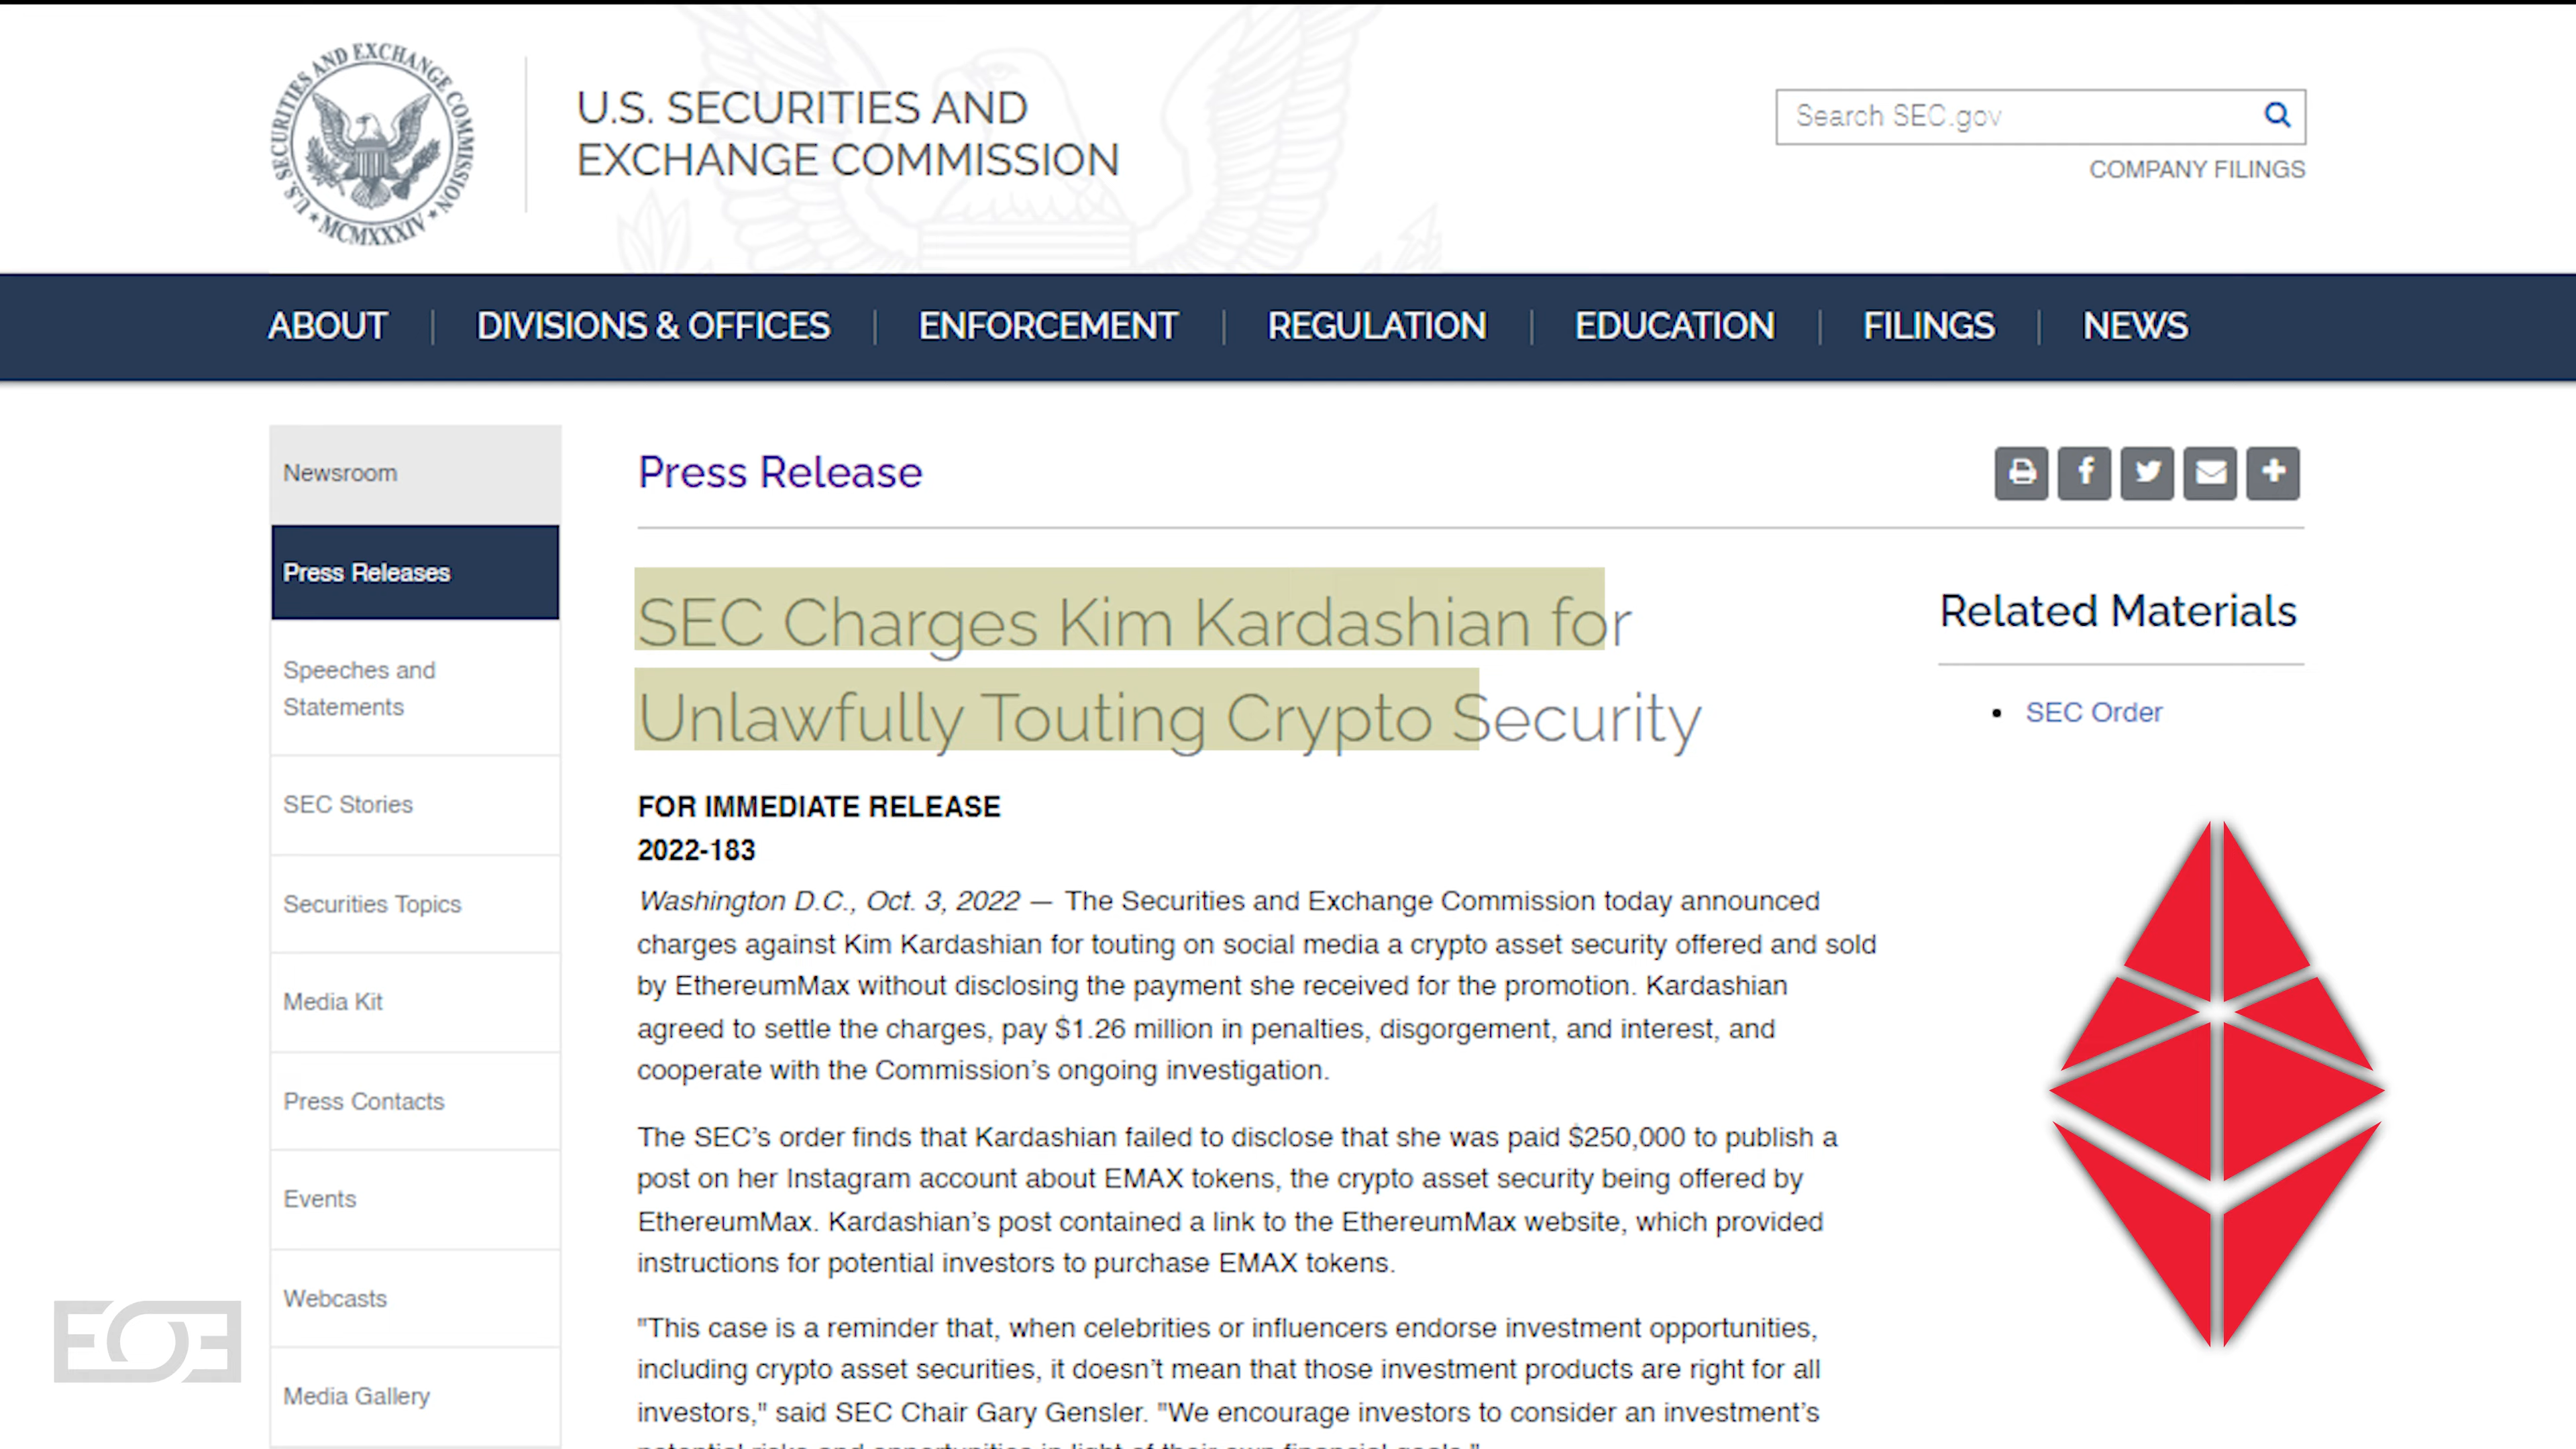 U.S. SECURITIES AND EXCHANGE COMMISSION
★ MCMXXXIV ★
U.S. SECURITIES AND
EXCHANGE COMMISSION
Search SEC.gov
COMPANY FILINGS
ABOUT
DIVISIONS & OFFICES
ENFORCEMENT
REGULATION
EDUCATION
FILINGS
NEWS
Newsroom
Press Releases
Speeches and
Statements
SEC Stories
Securities Topics
Media Kit
Press Contacts
Events
Webcasts
Media Gallery
Press Release
SEC Charges Kim Kardashian for
Unlawfully Touting Crypto Security
FOR IMMEDIATE RELEASE
2022-183
Washington D.C., Oct. 3, 2022 — The Securities and Exchange Commission today announced
charges against Kim Kardashian for touting on social media a crypto asset security offered and sold
by EthereumMax without disclosing the payment she received for the promotion. Kardashian
agreed to settle the charges, pay $1.26 million in penalties, disgorgement, and interest, and
cooperate with the Commission’s ongoing investigation.
The SEC’s order finds that Kardashian failed to disclose that she was paid $250,000 to publish a
post on her Instagram account about EMAX tokens, the crypto asset security being offered by
EthereumMax. Kardashian’s post contained a link to the EthereumMax website, which provided
instructions for potential investors to purchase EMAX tokens.
"This case is a reminder that, when celebrities or influencers endorse investment opportunities,
including crypto asset securities, it doesn’t mean that those investment products are right for all
investors," said SEC Chair Gary Gensler. "We encourage investors to consider an investment’s
Related Materials
• SEC Order